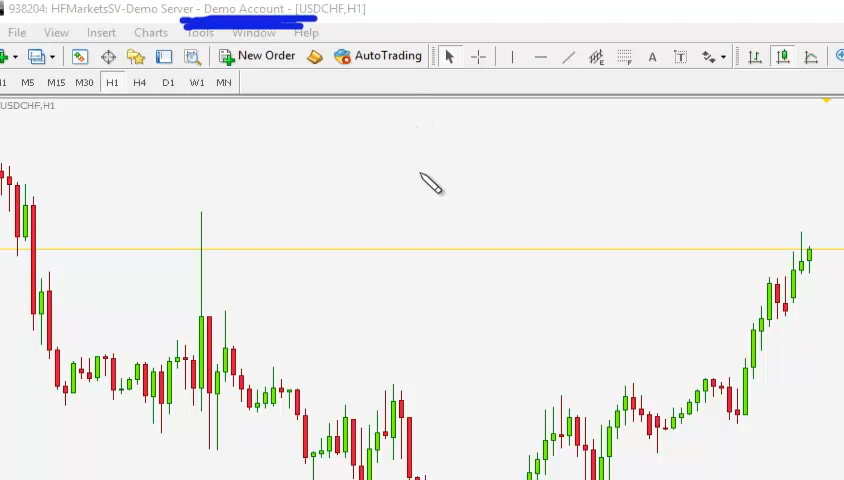 938204: HFMarketsSV-Demo Server - Demo Account - [USDCHF,H1]
File View Insert Charts Tools Window Help
New Order AutoTrading A T
M5 M15 M30 H1 H4 D1 W1 MN
USDCHF,H1